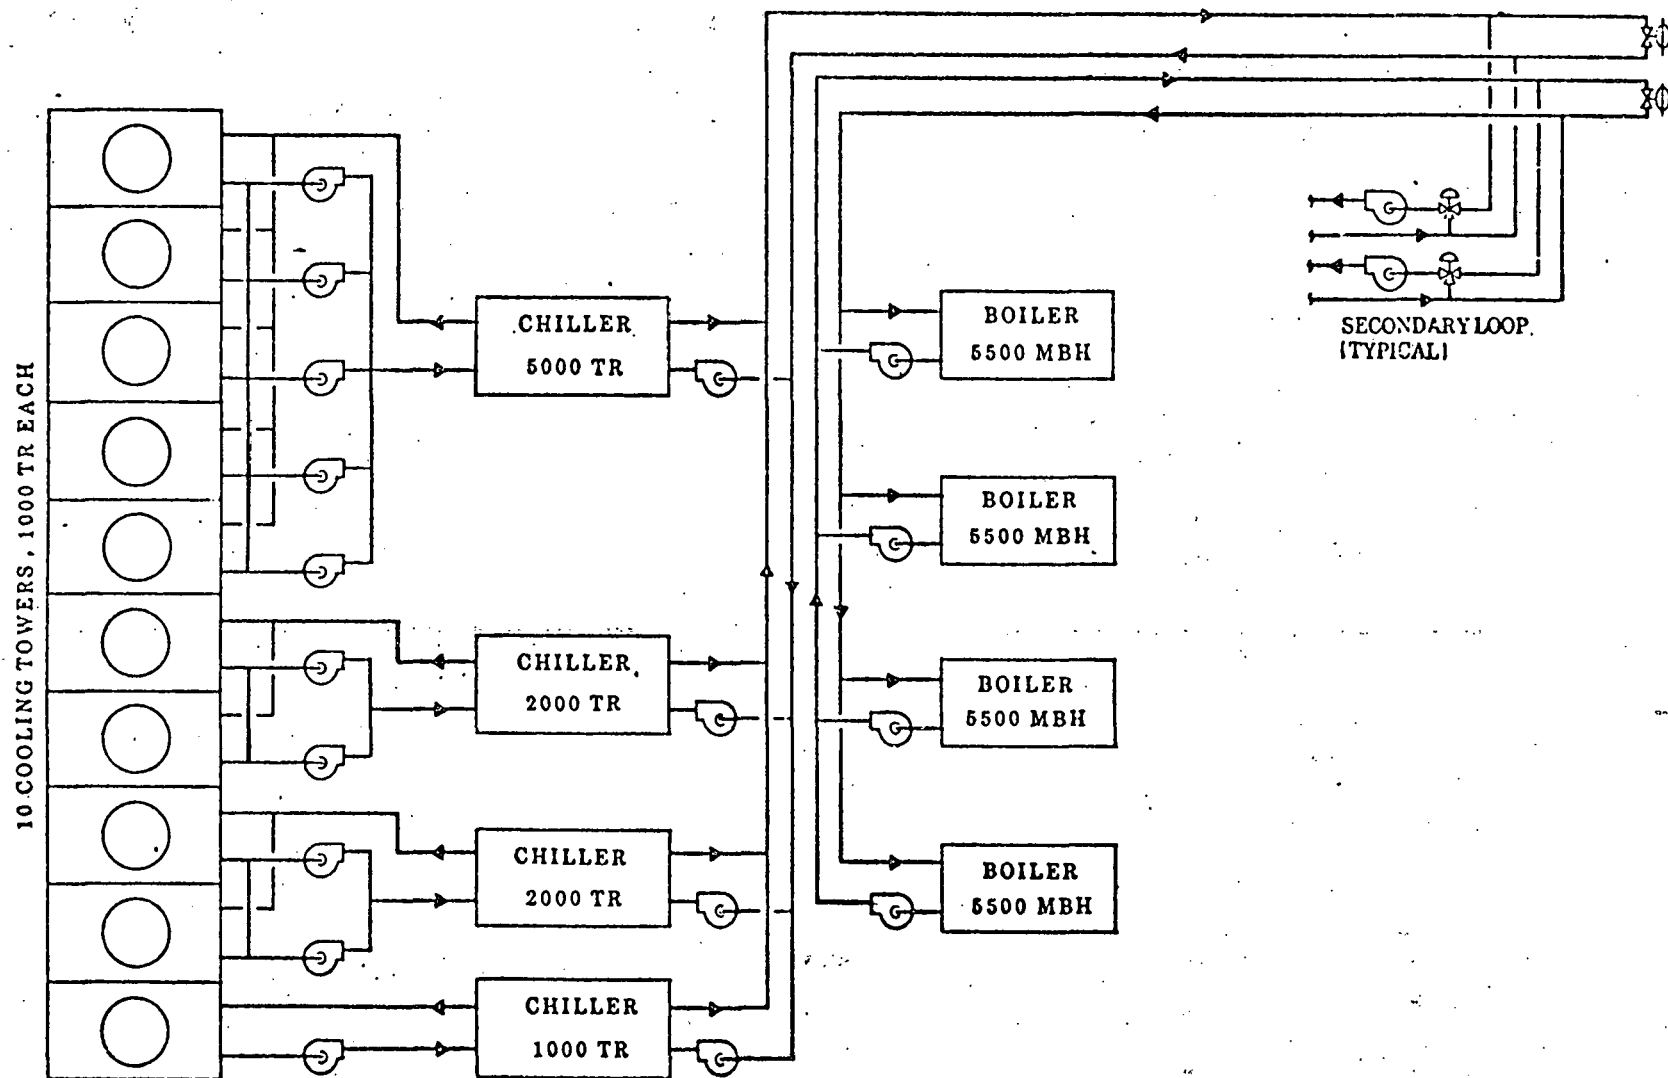 10 COOLING TOWERS, 1000 TR EACH
CHILLER
5000 TR
CHILLER
2000 TR
CHILLER
2000 TR
CHILLER
1000 TR
BOILER
5500 MBH
BOILER
5500 MBH
BOILER
5500 MBH
BOILER
5500 MBH
SECONDARY LOOP.
(TYPICAL)